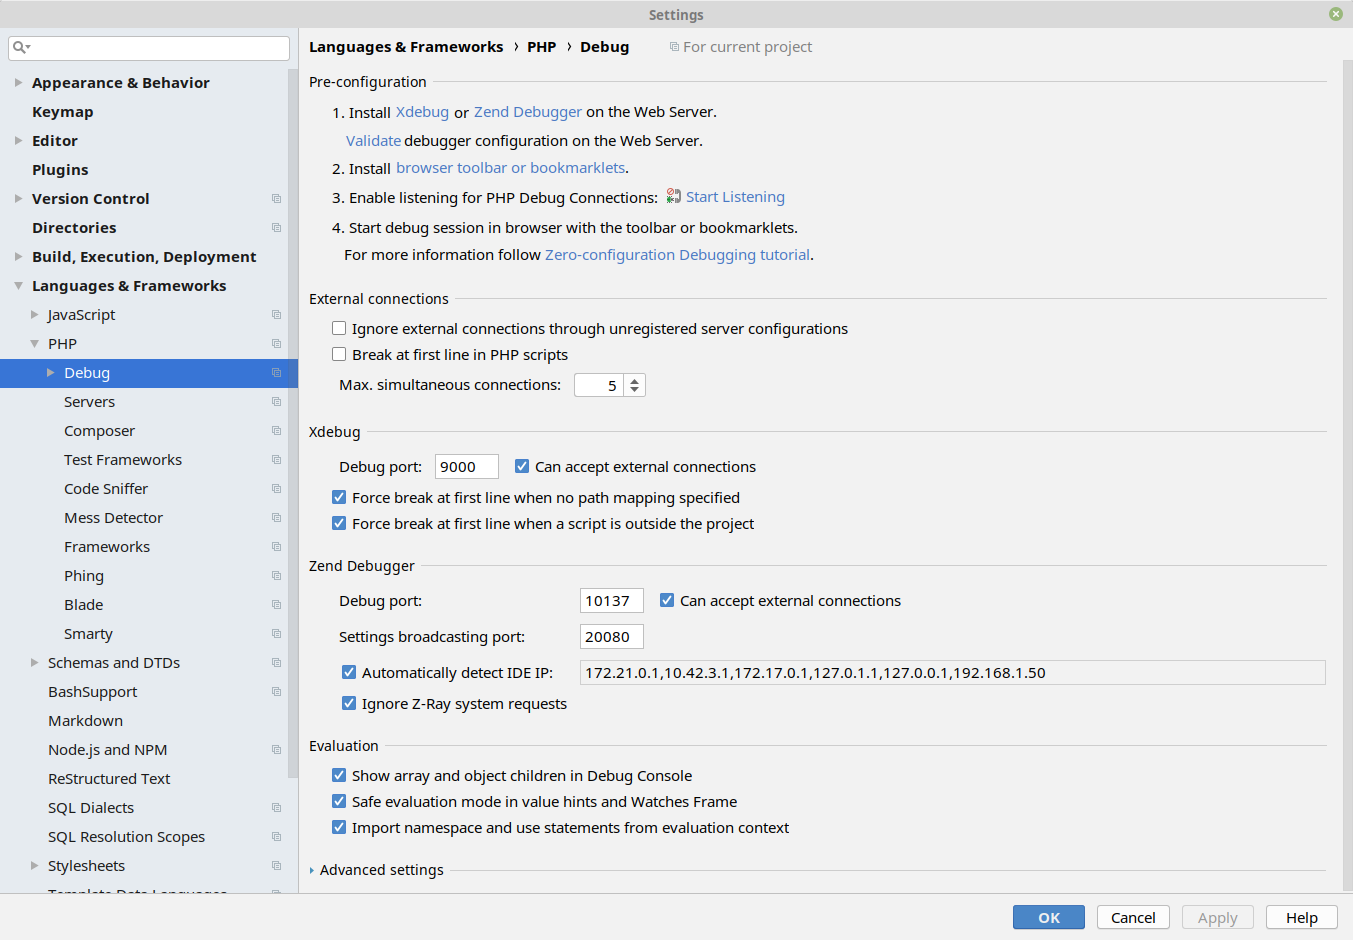 Settings
Appearance & Behavior
Keymap
Editor
Plugins
Version Control
Directories
Build, Execution, Deployment
Languages & Frameworks
JavaScript
PHP
Debug
Servers
Composer
Test Frameworks
Code Sniffer
Mess Detector
Frameworks
Phing
Blade
Smarty
Schemas and DTDs
BashSupport
Markdown
Node.js and NPM
ReStructured Text
SQL Dialects
SQL Resolution Scopes
Stylesheets
Template Data Languages
Languages & Frameworks › PHP › Debug For current project
Pre-configuration
1. Install Xdebug or Zend Debugger on the Web Server.
Validate debugger configuration on the Web Server.
2. Install browser toolbar or bookmarklets.
3. Enable listening for PHP Debug Connections: Start Listening
4. Start debug session in browser with the toolbar or bookmarklets.
For more information follow Zero-configuration Debugging tutorial.
External connections
Ignore external connections through unregistered server configurations
Break at first line in PHP scripts
Max. simultaneous connections: 5
Xdebug
Debug port: 9000 Can accept external connections
Force break at first line when no path mapping specified
Force break at first line when a script is outside the project
Zend Debugger
Debug port: 10137 Can accept external connections
Settings broadcasting port: 20080
Automatically detect IDE IP: 172.21.0.1,10.42.3.1,172.17.0.1,127.0.1.1,127.0.0.1,192.168.1.50
Ignore Z-Ray system requests
Evaluation
Show array and object children in Debug Console
Safe evaluation mode in value hints and Watches Frame
Import namespace and use statements from evaluation context
Advanced settings
OK Cancel Apply Help